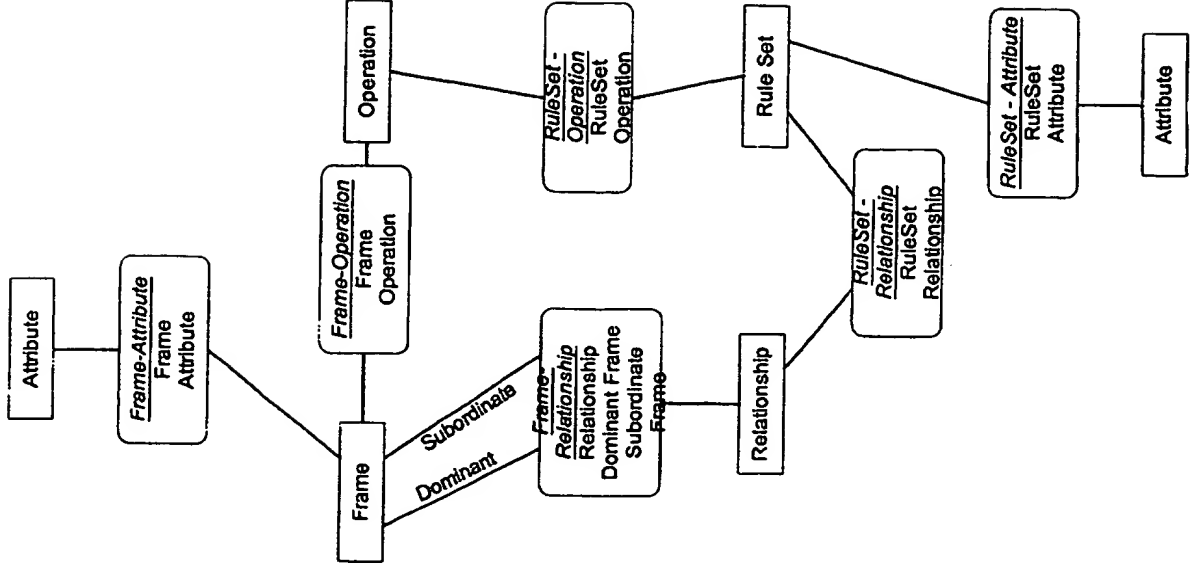 Attribute
Frame-Attribute
Frame
Attribute
Frame
Frame-Operation
Frame
Operation
Operation
Dominant
Subordinate
Frame-
Relationship
Relationship
Dominant Frame
Subordinate
Frame
RuleSet -
Operation
RuleSet
Operation
Relationship
Rule Set
RuleSet -
Relationship
RuleSet
Relationship
RuleSet - Attribute
RuleSet
Attribute
Attribute